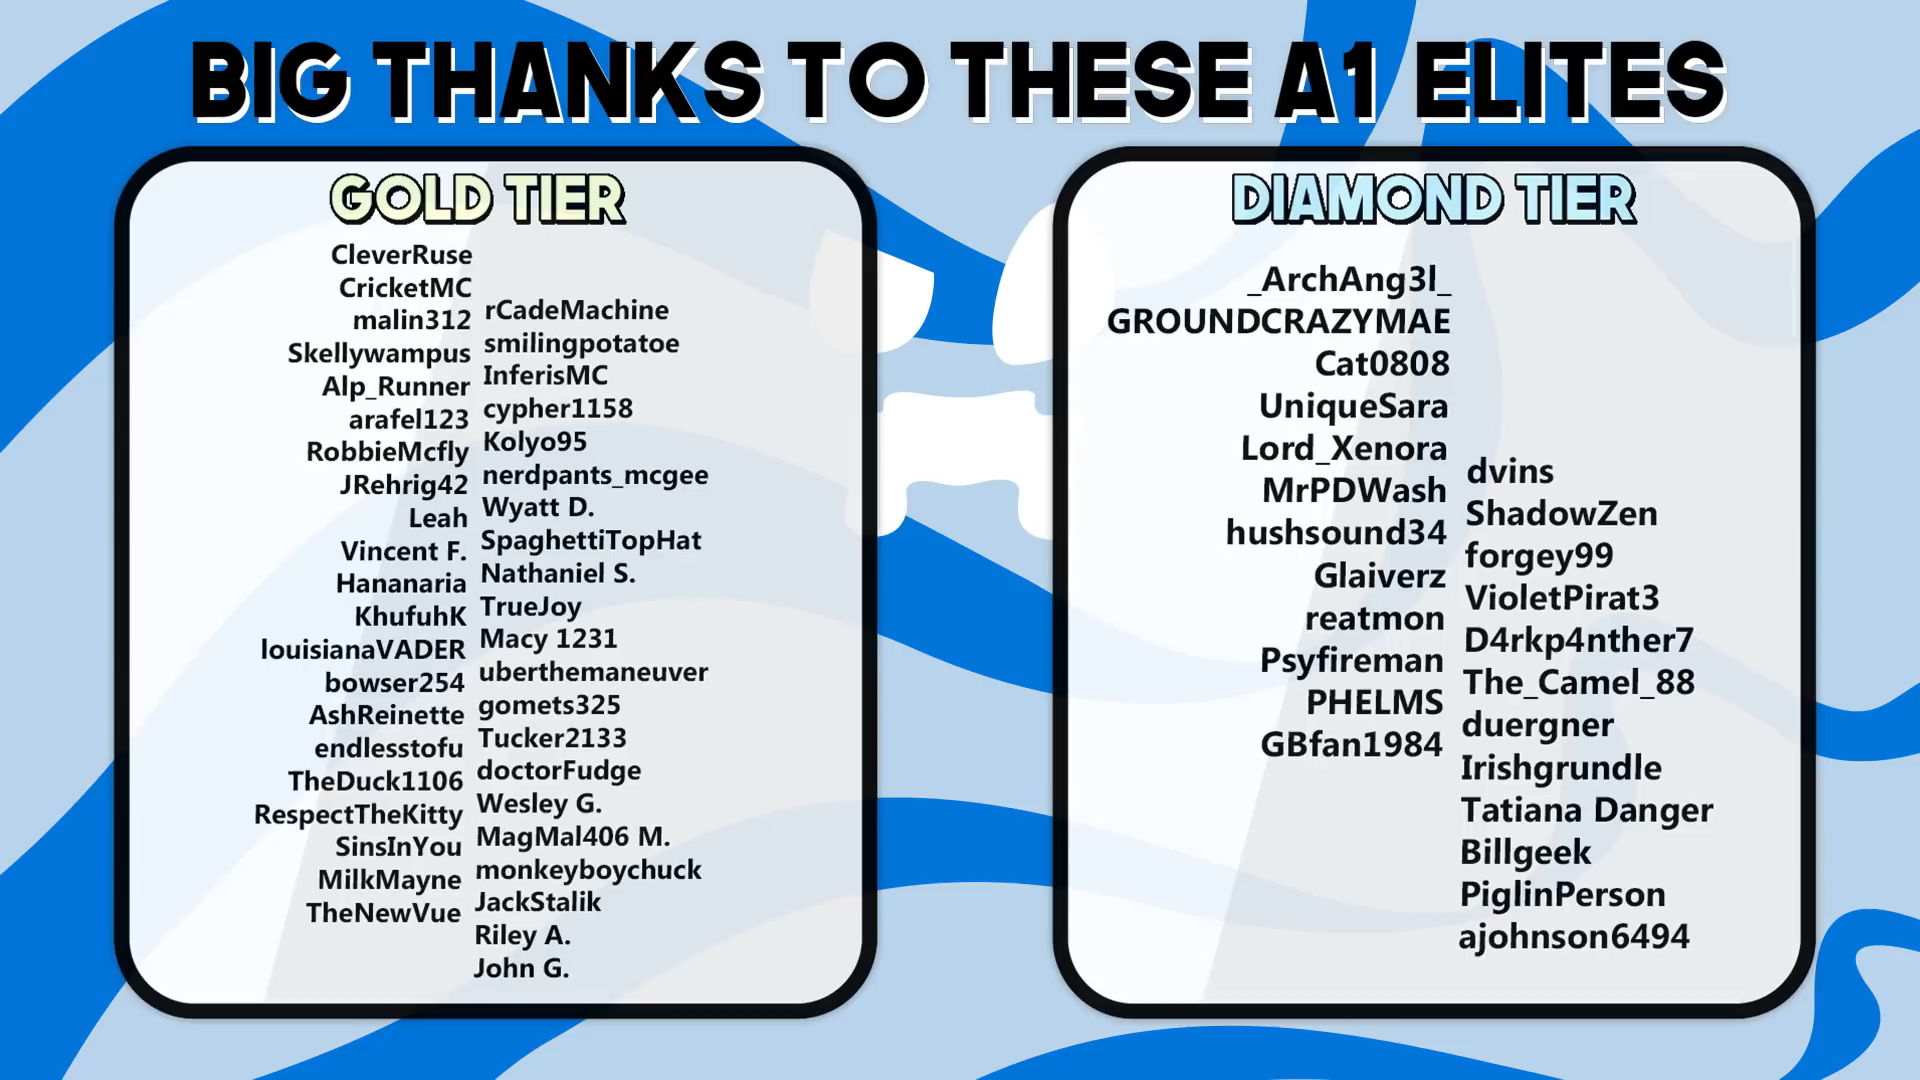 BIG THANKS TO THESE A1 ELITES
GOLD TIER
CleverRuse
CricketMC
malin312
Skellywampus
Alp_Runner
arafel123
RobbieMcfly
JRehrig42
Leah
Vincent F.
Hananaria
KhufuhK
louisianaVADER
bowser254
AshReinette
endlesstofu
TheDuck1106
RespectTheKitty
SinsInYou
MilkMayne
TheNewVue
rCadeMachine
smilingpotatoe
InferisMC
cypher1158
Kolyo95
nerdpants_mcgee
Wyatt D.
SpaghettiTopHat
Nathaniel S.
TrueJoy
Macy 1231
uberthemaneuver
gomets325
Tucker2133
doctorFudge
Wesley G.
MagMal406 M.
monkeyboychuck
JackStalik
Riley A.
John G.
DIAMOND TIER
_ArchAng3l_
GROUNDCRAZYMAE
Cat0808
UniqueSara
Lord_Xenora
MrPDWash
hushsound34
Glaiverz
reatmon
Psyfireman
PHELMS
GBfan1984
dvins
ShadowZen
forgey99
VioletPirat3
D4rkp4nther7
The_Camel_88
duergner
Irishgrundle
Tatiana Danger
Billgeek
PiglinPerson
ajohnson6494